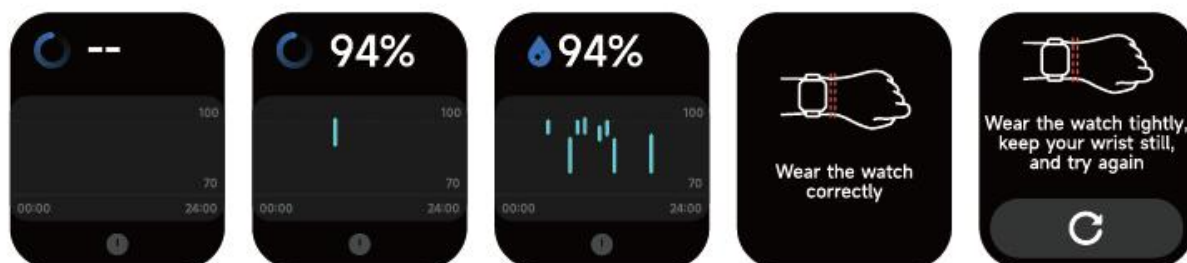 --
100
70
00:00 24:00
94%
100
70
00:00 24:00
94%
100
70
00:00 24:00
Wear the watch
correctly
Wear the watch tightly,
keep your wrist still,
and try again